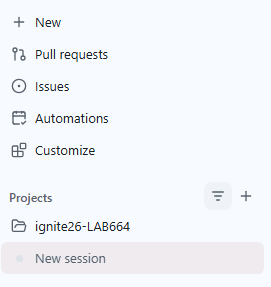 New
Pull requests
Issues
Automations
Customize
Projects
ignite26-LAB664
New session